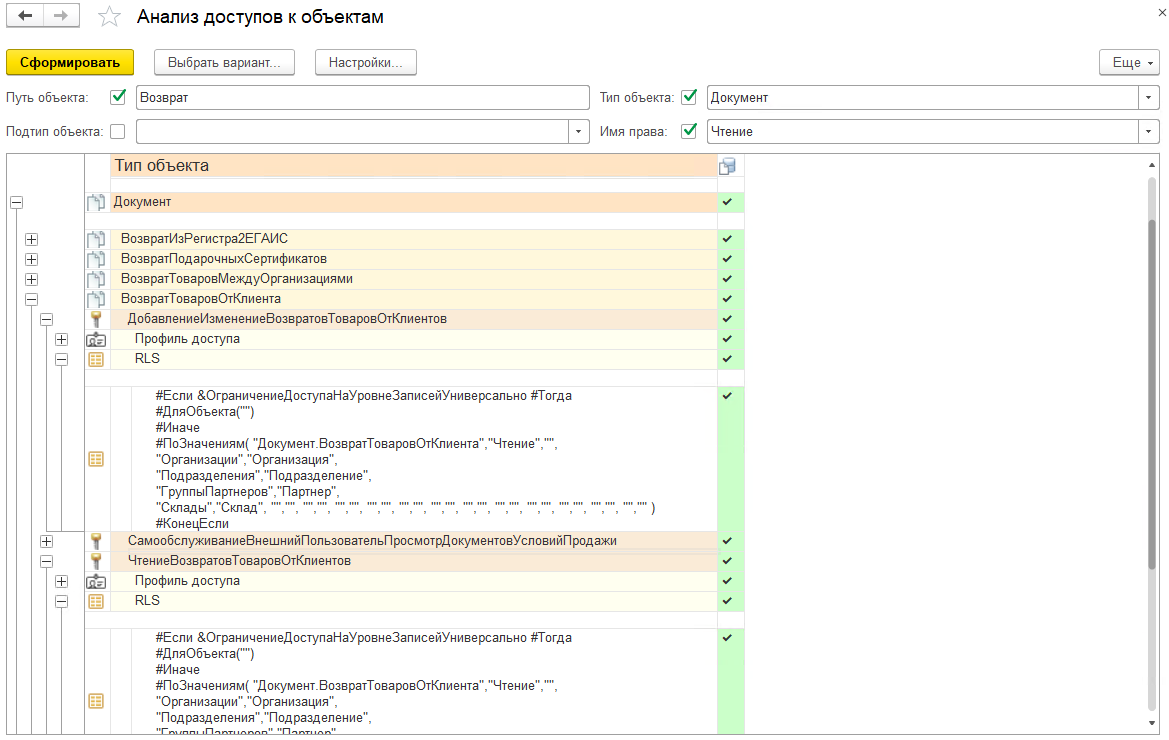 Анализ доступов к объектам
Сформировать Выбрать вариант... Настройки... Еще
Путь объекта: Возврат Тип объекта: Документ
Подтип объекта: Имя права: Чтение
Тип объекта
Документ
ВозвратИзРегистра2ЕГАИС
ВозвратПодарочныхСертификатов
ВозвратТоваровМеждуОрганизациями
ВозвратТоваровОтКлиента
ДобавлениеИзменениеВозвратовТоваровОтКлиентов
Профиль доступа
RLS
#Если &ОграничениеДоступаНаУровнеЗаписейУниверсально #Тогда
#ДляОбъекта("")
#Иначе
#ПоЗначениям( "Документ.ВозвратТоваровОтКлиента","Чтение","",
"Организации","Организация",
"Подразделения","Подразделение",
"ГруппыПартнеров","Партнер",
"Склады","Склад", "","", "","", "","", "","", "","", "","", "","", "","", "","", "","", "","", "","" )
#КонецЕсли
СамообслуживаниеВнешнийПользовательПросмотрДокументовУсловийПродажи
ЧтениеВозвратовТоваровОтКлиентов
Профиль доступа
RLS
#Если &ОграничениеДоступаНаУровнеЗаписейУниверсально #Тогда
#ДляОбъекта("")
#Иначе
#ПоЗначениям( "Документ.ВозвратТоваровОтКлиента","Чтение","",
"Организации","Организация",
"Подразделения","Подразделение",
"ГруппыПартнеров","Партнер",